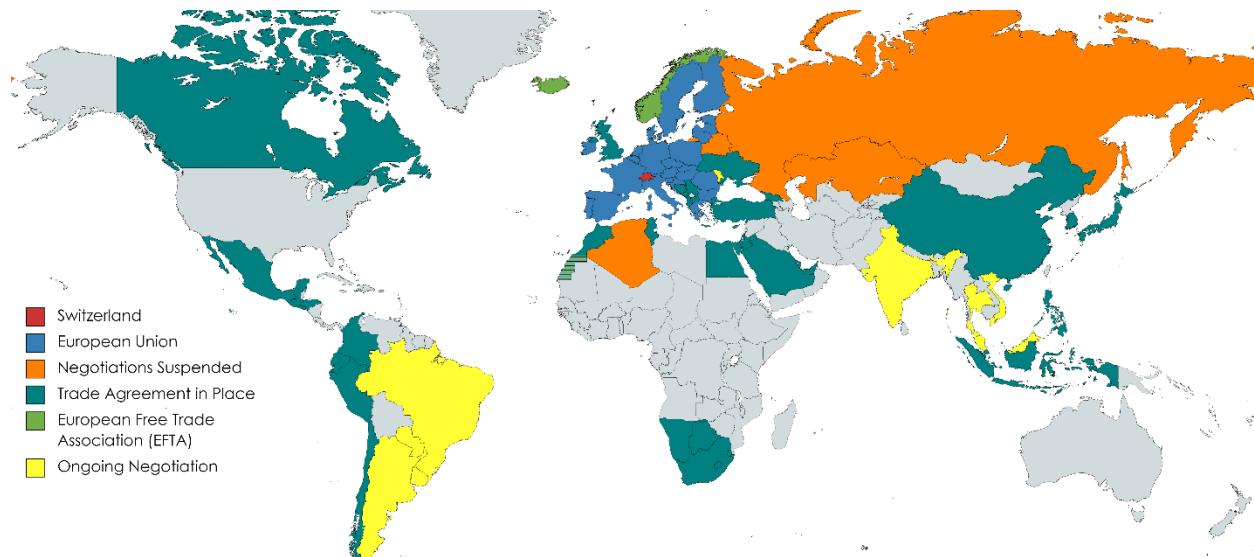 Switzerland
European Union
Negotiations Suspended
Trade Agreement in Place
European Free Trade
Association (EFTA)
Ongoing Negotiation